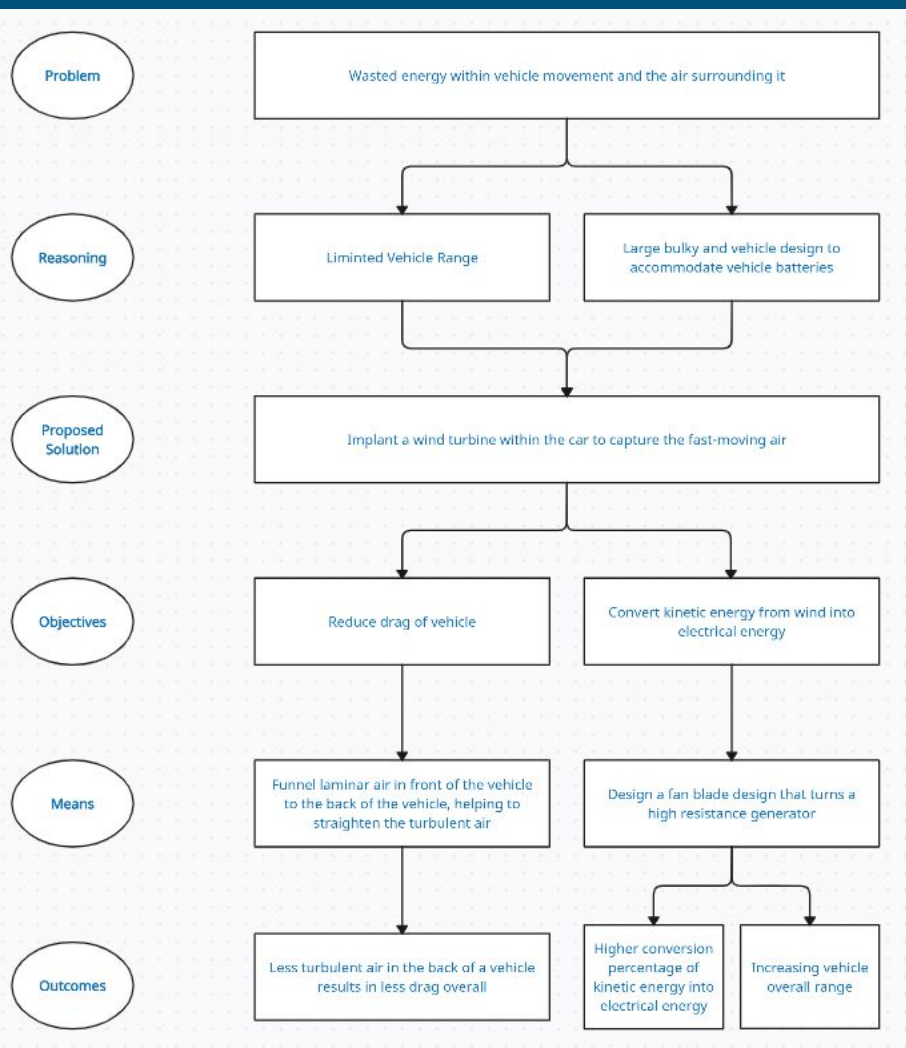 Problem
Wasted energy within vehicle movement and the air surrounding it
Reasoning
Liminted Vehicle Range
Large bulky and vehicle design to
accommodate vehicle batteries
Proposed
Solution
Implant a wind turbine within the car to capture the fast-moving air
Objectives
Reduce drag of vehicle
Convert kinetic energy from wind into
electrical energy
Means
Funnel laminar air in front of the vehicle
to the back of the vehicle, helping to
straighten the turbulent air
Design a fan blade design that turns a
high resistance generator
Outcomes
Less turbulent air in the back of a vehicle
results in less drag overall
Higher conversion
percentage of
kinetic energy into
electrical energy
Increasing vehicle
overall range